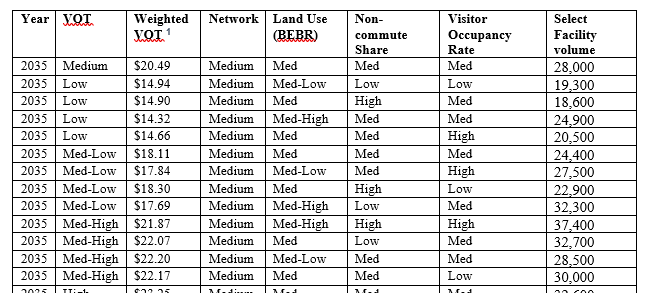 Year VOT Weighted VOT 1 Network Land Use (BEBR) Non-commute Share Visitor Occupancy Rate Select Facility volume
2035 Medium $20.49 Medium Med Med Med 28,000
2035 Low $14.94 Medium Med-Low Low Low 19,300
2035 Low $14.90 Medium Med High Med 18,600
2035 Low $14.32 Medium Med-High Med Med 24,900
2035 Low $14.66 Medium Med Med High 20,500
2035 Med-Low $18.11 Medium Med Med Med 24,400
2035 Med-Low $17.84 Medium Med-Low Med High 27,500
2035 Med-Low $18.30 Medium Med High Low 22,900
2035 Med-Low $17.69 Medium Med-High Low Med 32,300
2035 Med-High $21.87 Medium Med-High High High 37,400
2035 Med-High $22.07 Medium Med Low Med 32,700
2035 Med-High $22.20 Medium Med-Low Med Med 28,500
2035 Med-High $22.17 Medium Med Med Low 30,000
2035 High $23.25 Medium Med Med Med